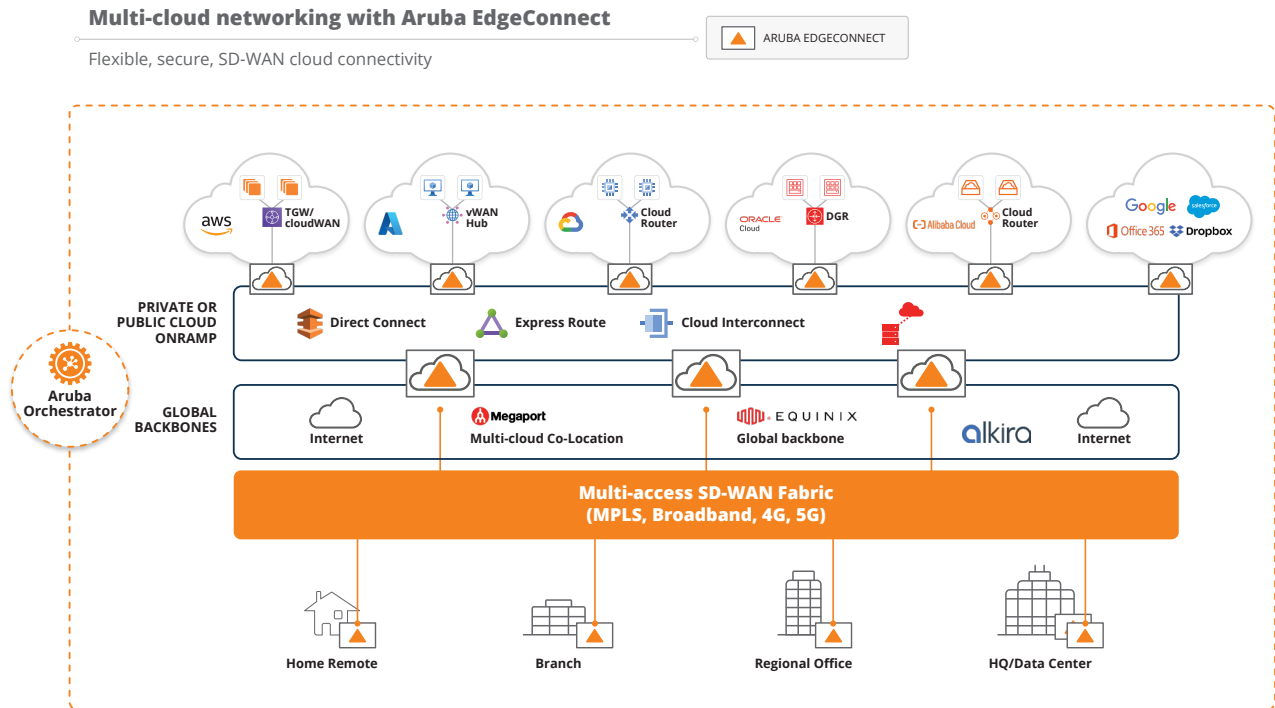 Multi-cloud networking with Aruba EdgeConnect
Flexible, secure, SD-WAN cloud connectivity
ARUBA EDGECONNECT
aws
TGW/
cloudWAN
vWAN
Hub
Cloud
Router
ORACLE
Cloud
DGR
Alibaba Cloud
Cloud
Router
Google
salesforce
Office 365
Dropbox
PRIVATE OR
PUBLIC CLOUD
ONRAMP
Direct Connect
Express Route
Cloud Interconnect
Aruba
Orchestrator
GLOBAL
BACKBONES
Internet
Megaport
Multi-cloud Co-Location
EQUINIX
Global backbone
alkira
Internet
Multi-access SD-WAN Fabric
(MPLS, Broadband, 4G, 5G)
Home Remote
Branch
Regional Office
HQ/Data Center